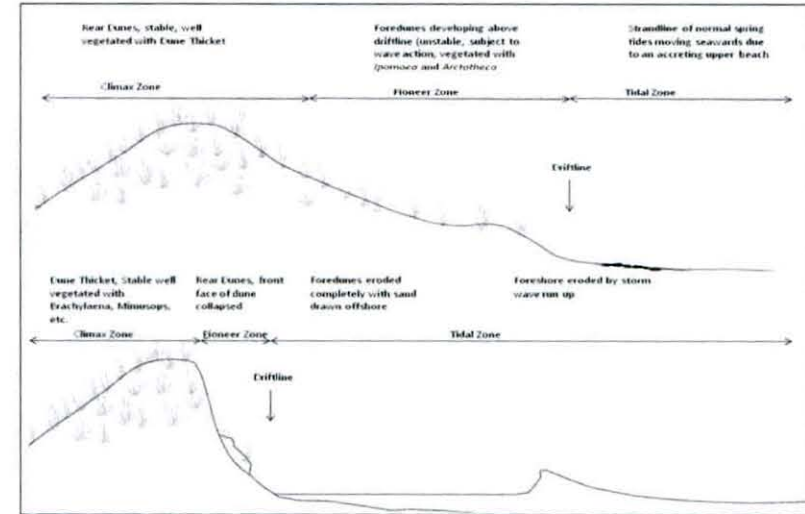 Rear Dunes, stable, well
vegetated with Dune Thicket
Foredunes developing above
driftline (unstable, subject to
wave action, vegetated with
Ipomoea and Arctotheca
Strandline of normal spring
tides moving seawards due
to an accreting upper beach
Climax Zone
Pioneer Zone
Tidal Zone
Driftline
Dune Thicket, Stable well
vegetated with
Brachylaena, Mimusops,
etc.
Rear Dunes, front
face of dune
collapsed
Foredunes eroded
completely with sand
drawn offshore
Foreshore eroded by storm
wave run up
Climax Zone
Pioneer Zone
Tidal Zone
Driftline